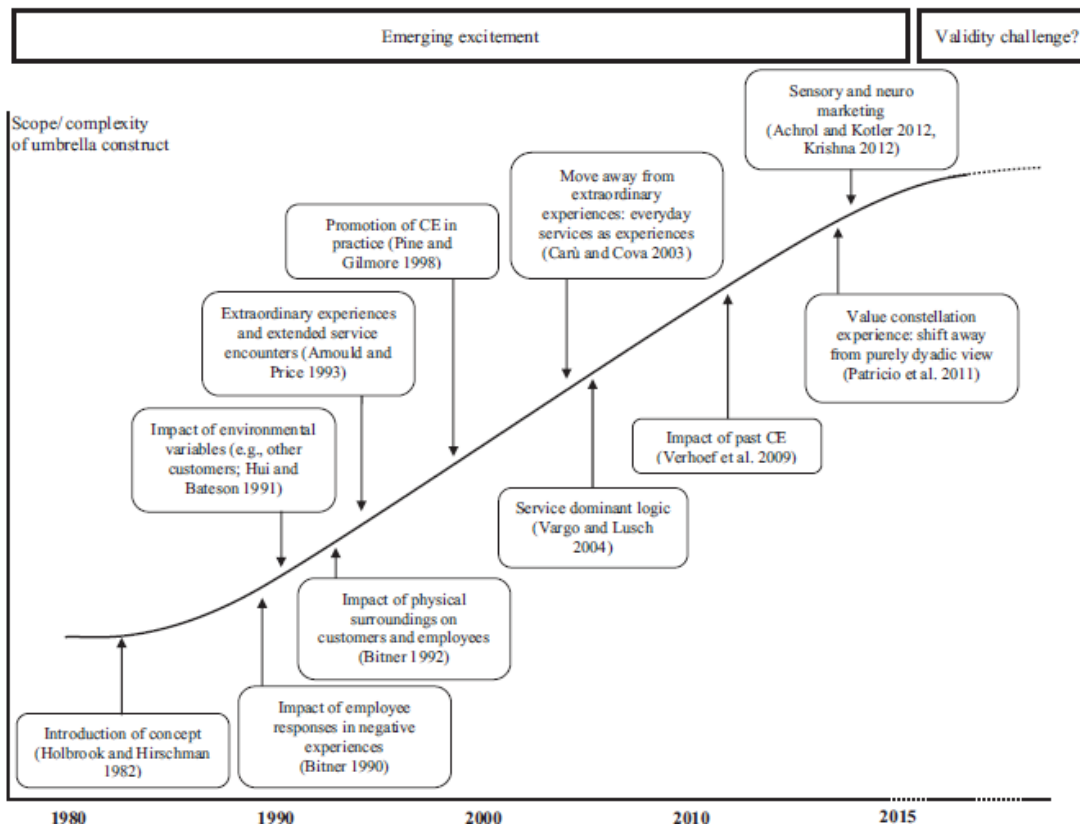 Emerging excitement
Validity challenge?
Scope/ complexity
of umbrella construct
Sensory and neuro
marketing
(Achrol and Kotler 2012,
Krishna 2012)
Move away from
extraordinary
experiences: everyday
services as experiences
(Carù and Cova 2003)
Promotion of CE in
practice (Pine and
Gilmore 1998)
Extraordinary experiences
and extended service
encounters (Arnould and
Price 1993)
Value constellation
experience: shift away
from purely dyadic view
(Patricio et al. 2011)
Impact of environmental
variables (e.g., other
customers; Hui and
Bateson 1991)
Impact of past CE
(Verhoef et al. 2009)
Service dominant logic
(Vargo and Lusch
2004)
Impact of physical
surroundings on
customers and employees
(Bitner 1992)
Introduction of concept
(Holbrook and Hirschman
1982)
Impact of employee
responses in negative
experiences
(Bitner 1990)
1980 1990 2000 2010 2015